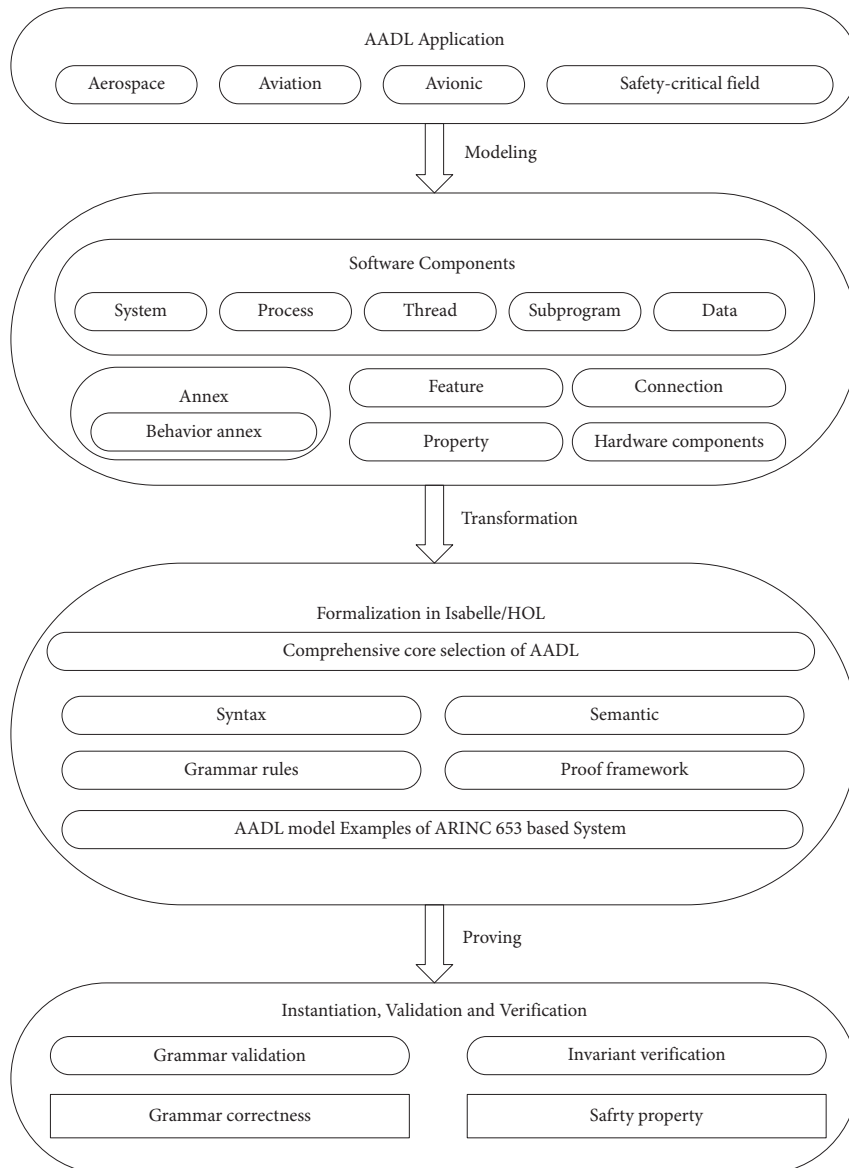 AADL Application
Aerospace
Aviation
Avionic
Safety-critical field
Modeling
Software Components
System
Process
Thread
Subprogram
Data
Annex
Behavior annex
Feature
Connection
Property
Hardware components
Transformation
Formalization in Isabelle/HOL
Comprehensive core selection of AADL
Syntax
Semantic
Grammar rules
Proof framework
AADL model Examples of ARINC 653 based System
Proving
Instantiation, Validation and Verification
Grammar validation
Invariant verification
Grammar correctness
Safrty property